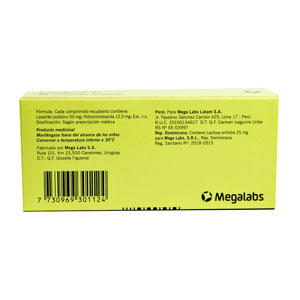 Fórmula: Cada comprimido recubierto contiene:
Losartán potásico 50 mg; Hidroclorotiazida 12,5 mg; Exc. c.s.
Dosificación: Según prescripción médica
Producto medicinal
Manténgase fuera del alcance de los niños
Conservar a temperatura inferior a 30°C
Elaborado por Mega Labs S.A.
Ruta 101, Km 23,500 Canelones, Uruguay
D.T. Q.F. Gisselle Figueroa
7 730969 301124
Perú: Para Mega Labs Latam S.A.
Jr. Faustino Sánchez Carrión 425, Lima 17 - Perú
R.U.C. 20100134617 D.T. Q.F. Carmen Izaguirre Uribe
RS Nº EE-03997
Rep. Dominicana: Contiene Lactosa anhidra 25 mg
para Megalabs, S.R.L., Rep. Dominicana.
Reg. Sanitario Nº: 2018-0513
Megalabs